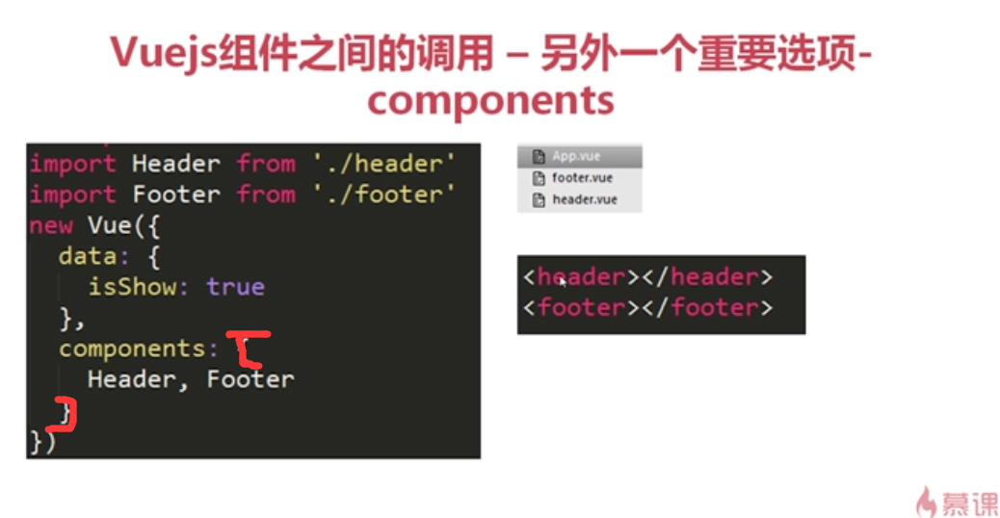 Vuejs组件之间的调用 – 另外一个重要选项-
components
import Header from './header'
import Footer from './footer'
new Vue({
  data: {
    isShow: true
  },
  components: {
    Header, Footer
  }
})
App.vue
footer.vue
header.vue
<header></header>
<footer></footer>
慕课